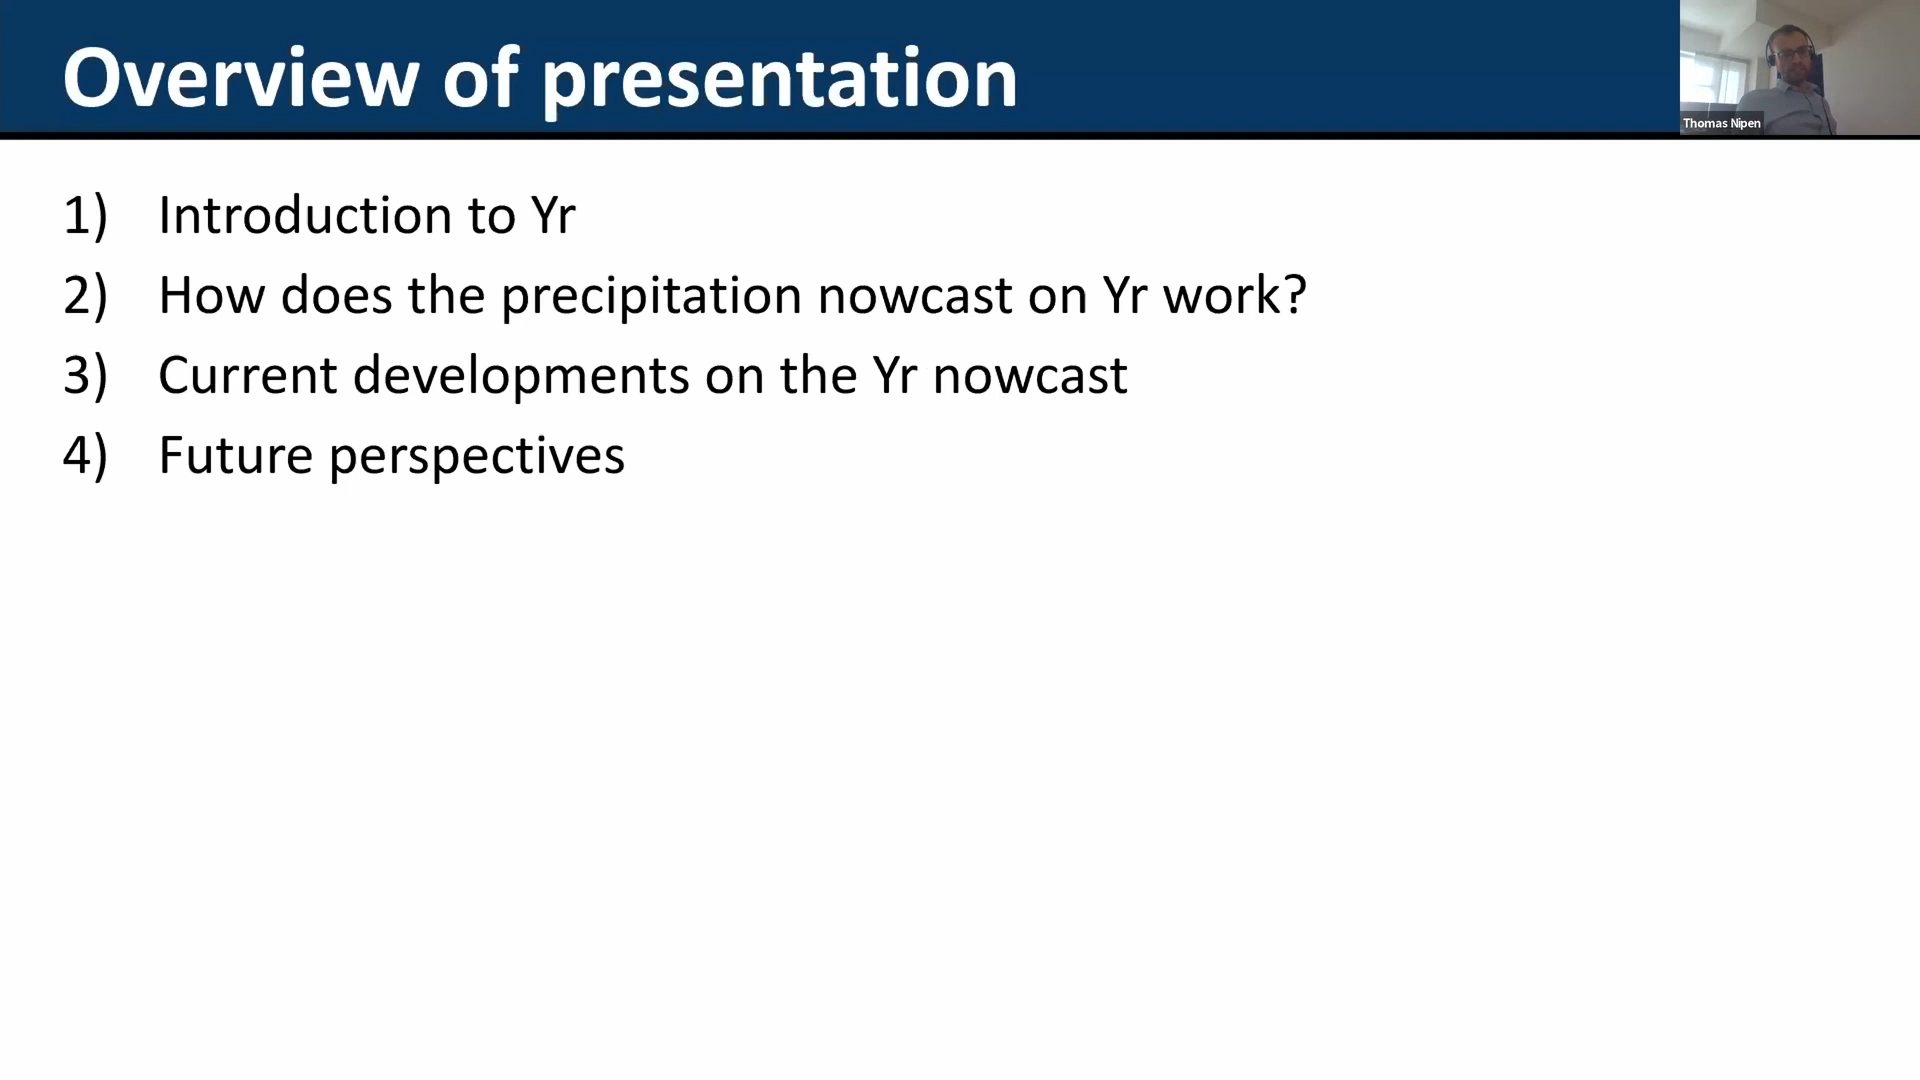 Overview of presentation
Thomas Nipen
1) Introduction to Yr
2) How does the precipitation nowcast on Yr work?
3) Current developments on the Yr nowcast
4) Future perspectives